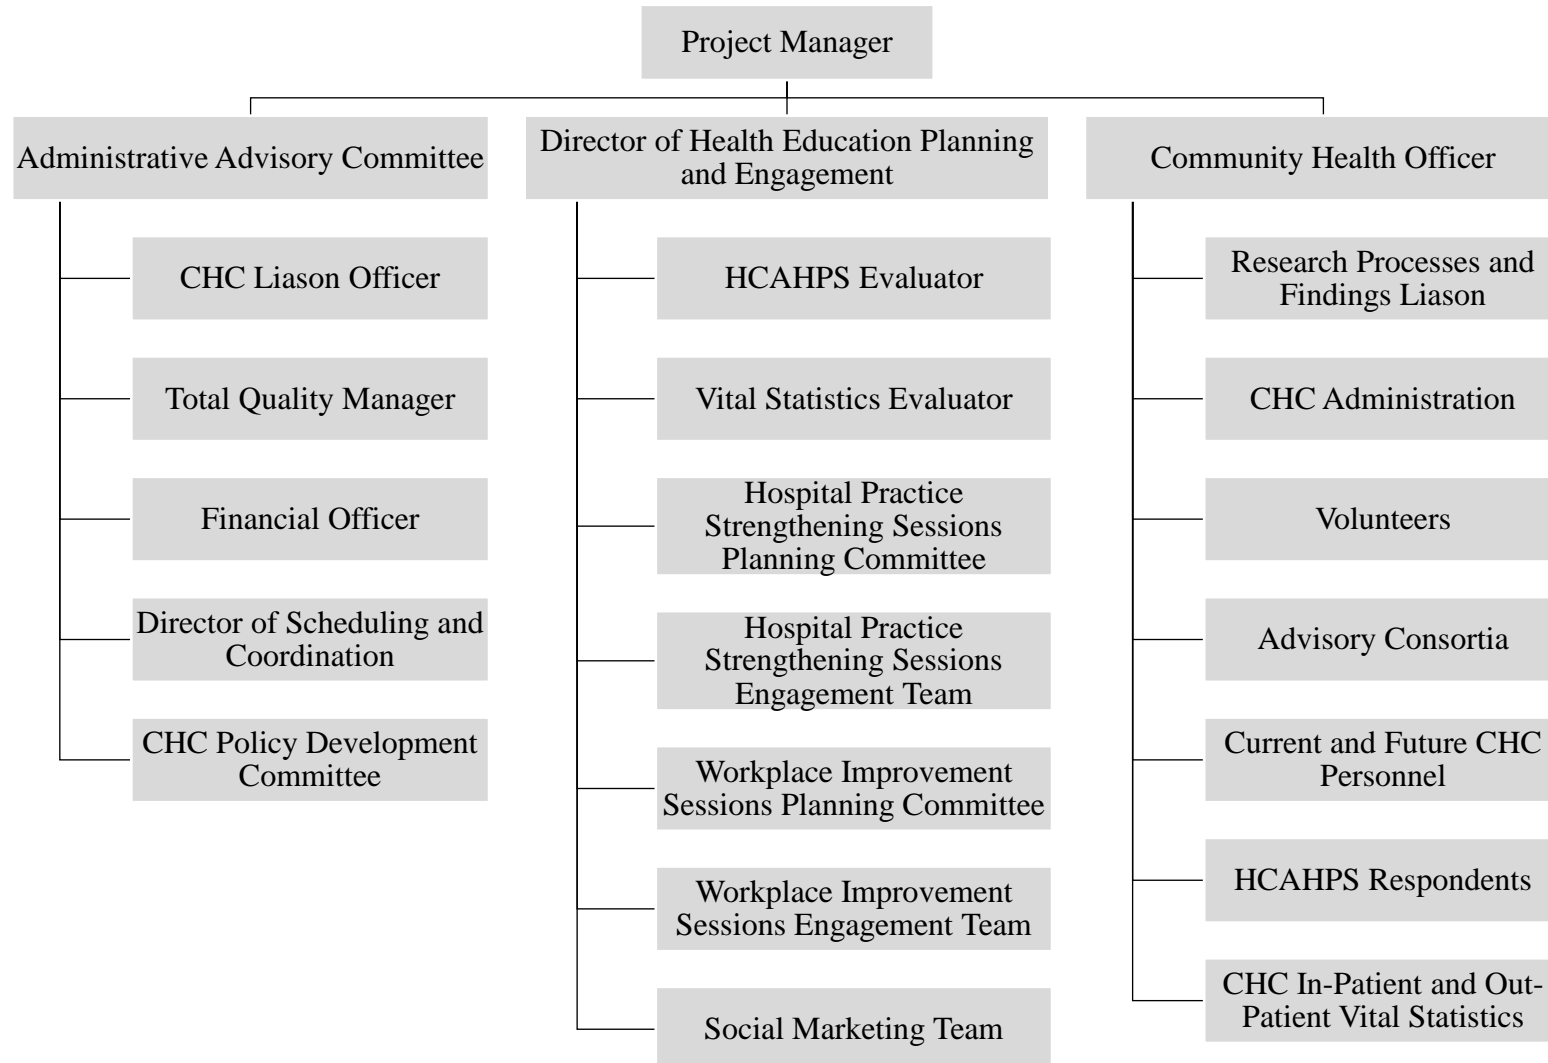 Project Manager
Administrative Advisory Committee
CHC Liason Officer
Total Quality Manager
Financial Officer
Director of Scheduling and
Coordination
CHC Policy Development
Committee
Director of Health Education Planning
and Engagement
HCAHPS Evaluator
Vital Statistics Evaluator
Hospital Practice
Strengthening Sessions
Planning Committee
Hospital Practice
Strengthening Sessions
Engagement Team
Workplace Improvement
Sessions Planning Committee
Workplace Improvement
Sessions Engagement Team
Social Marketing Team
Community Health Officer
Research Processes and
Findings Liason
CHC Administration
Volunteers
Advisory Consortia
Current and Future CHC
Personnel
HCAHPS Respondents
CHC In-Patient and Out-
Patient Vital Statistics